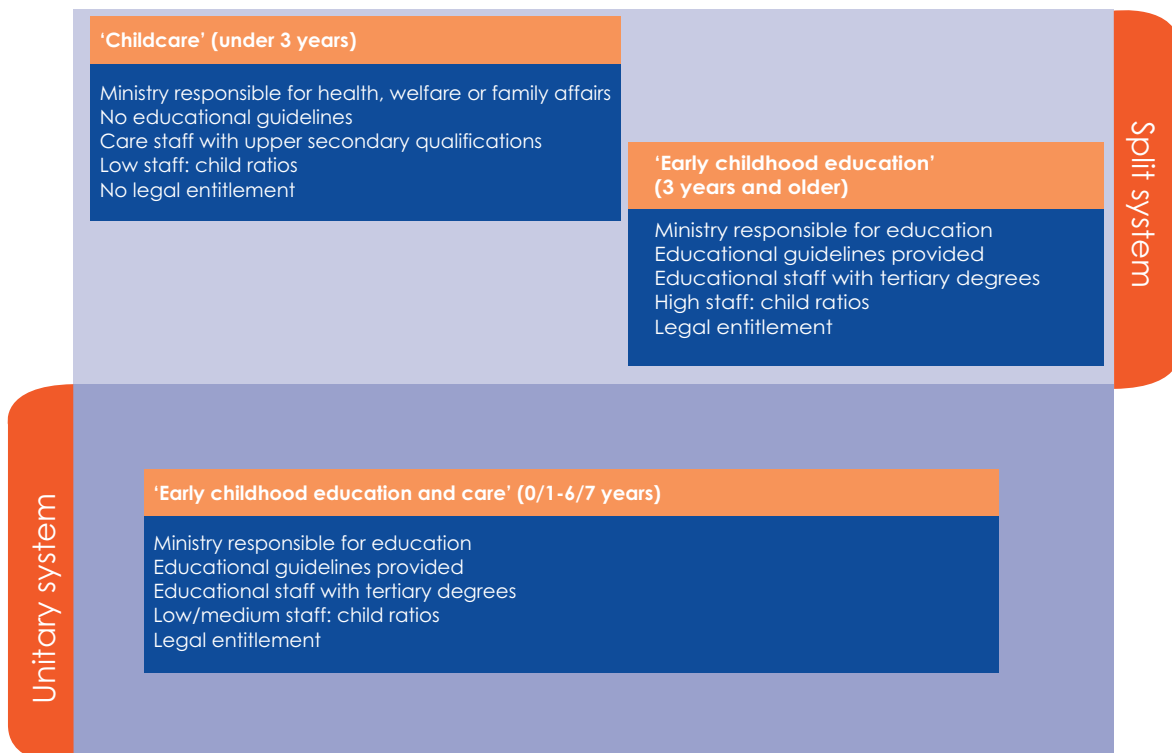 'Childcare' (under 3 years)
Ministry responsible for health, welfare or family affairs
No educational guidelines
Care staff with upper secondary qualifications
Low staff: child ratios
No legal entitlement
'Early childhood education'
(3 years and older)
Ministry responsible for education
Educational guidelines provided
Educational staff with tertiary degrees
High staff: child ratios
Legal entitlement
Split system
'Early childhood education and care' (0/1-6/7 years)
Ministry responsible for education
Educational guidelines provided
Educational staff with tertiary degrees
Low/medium staff: child ratios
Legal entitlement
Unitary system